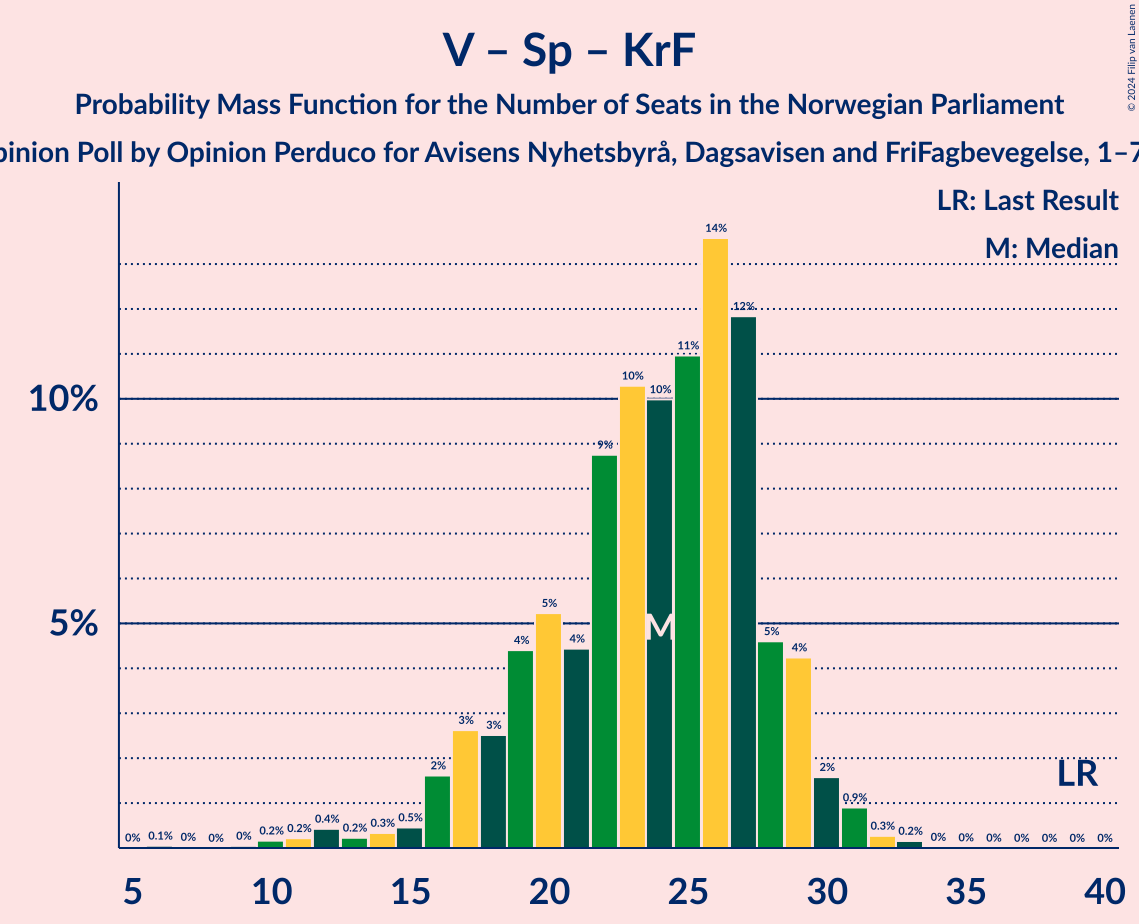 V – Sp – KrF
Probability Mass Function for the Number of Seats in the Norwegian Parliament
pinion Poll by Opinion Perduco for Avisens Nyhetsbyrå, Dagsavisen and FriFagbevegelse, 1–7
© 2024 Filip van Laenen
LR: Last Result
M: Median
10%
5%
0% 0.1% 0% 0% 0% 0.2% 0.2% 0.4% 0.2% 0.3% 0.5% 2% 3% 3% 4% 5% 4% 9% 10% 10% 11% 14% 12% 5% 4% 2% 0.9% 0.3% 0.2% 0% 0% 0% 0% 0% 0% 0%
M
LR
5 10 15 20 25 30 35 40